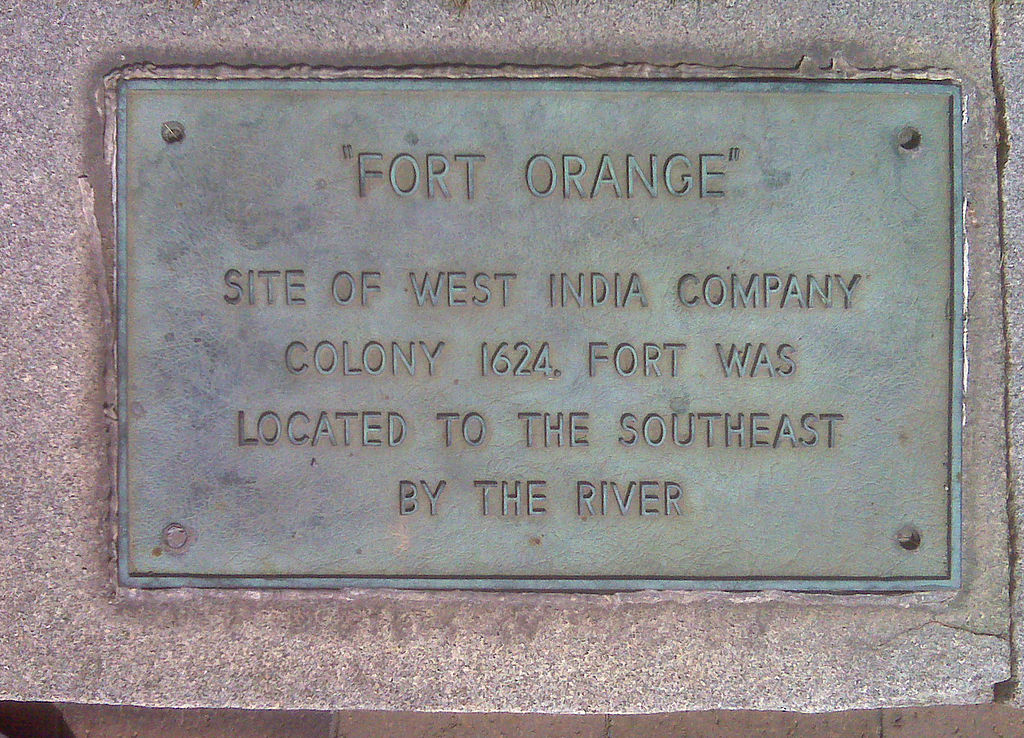 "FORT ORANGE"
SITE OF WEST INDIA COMPANY
COLONY 1624. FORT WAS
LOCATED TO THE SOUTHEAST
BY THE RIVER